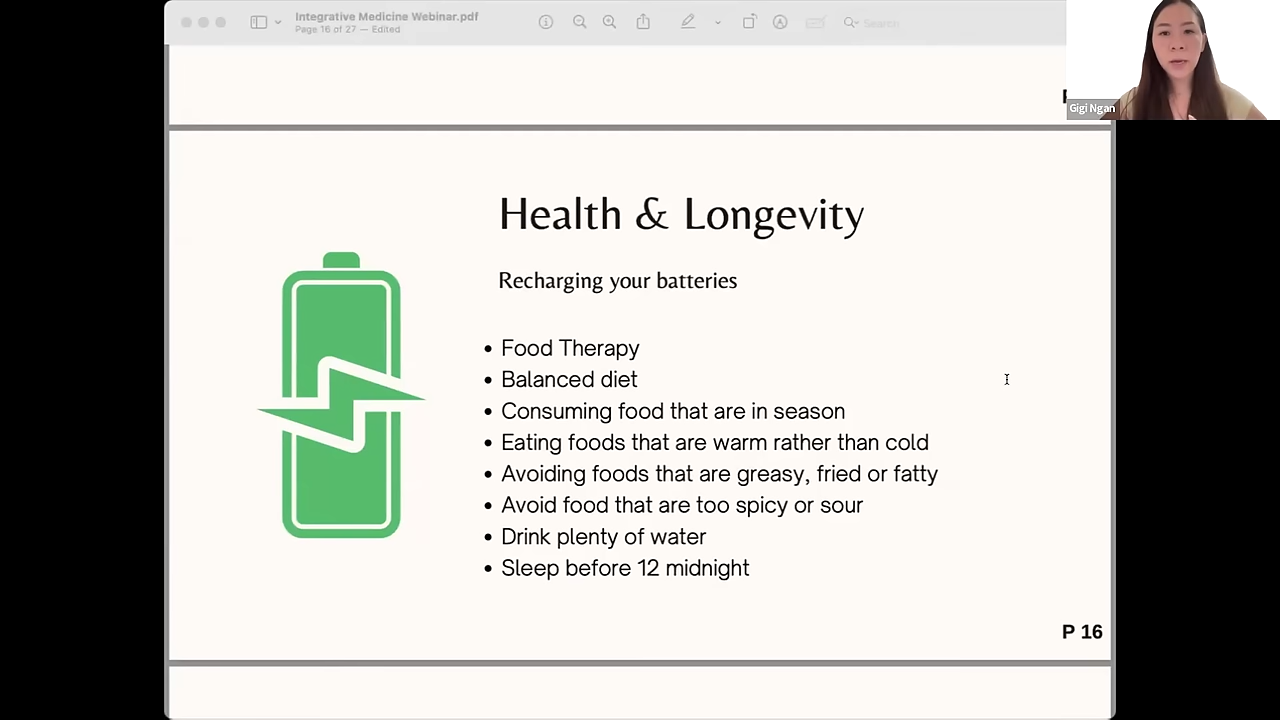 Integrative Medicine Webinar.pdf
Page 16 of 27 — Edited
Search
Gigi Ngan
Health & Longevity
Recharging your batteries
• Food Therapy
• Balanced diet
• Consuming food that are in season
• Eating foods that are warm rather than cold
• Avoiding foods that are greasy, fried or fatty
• Avoid food that are too spicy or sour
• Drink plenty of water
• Sleep before 12 midnight
P 16